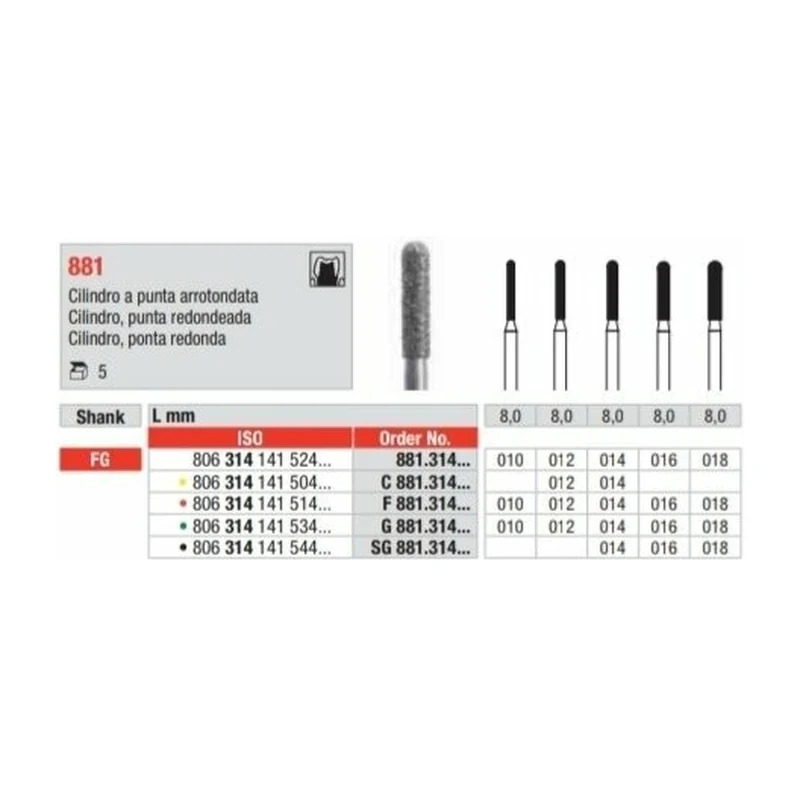 881
Cilindro a punta arrotondata
Cilindro, punta redondeada
Cilindro, ponta redonda
5
Shank L mm 8,0 8,0 8,0 8,0 8,0
ISO Order No.
FG 806 314 141 524... 881.314... 010 012 014 016 018
806 314 141 504... C 881.314... 012 014
806 314 141 514... F 881.314... 010 012 014 016 018
806 314 141 534... G 881.314... 010 012 014 016 018
806 314 141 544... SG 881.314... 014 016 018